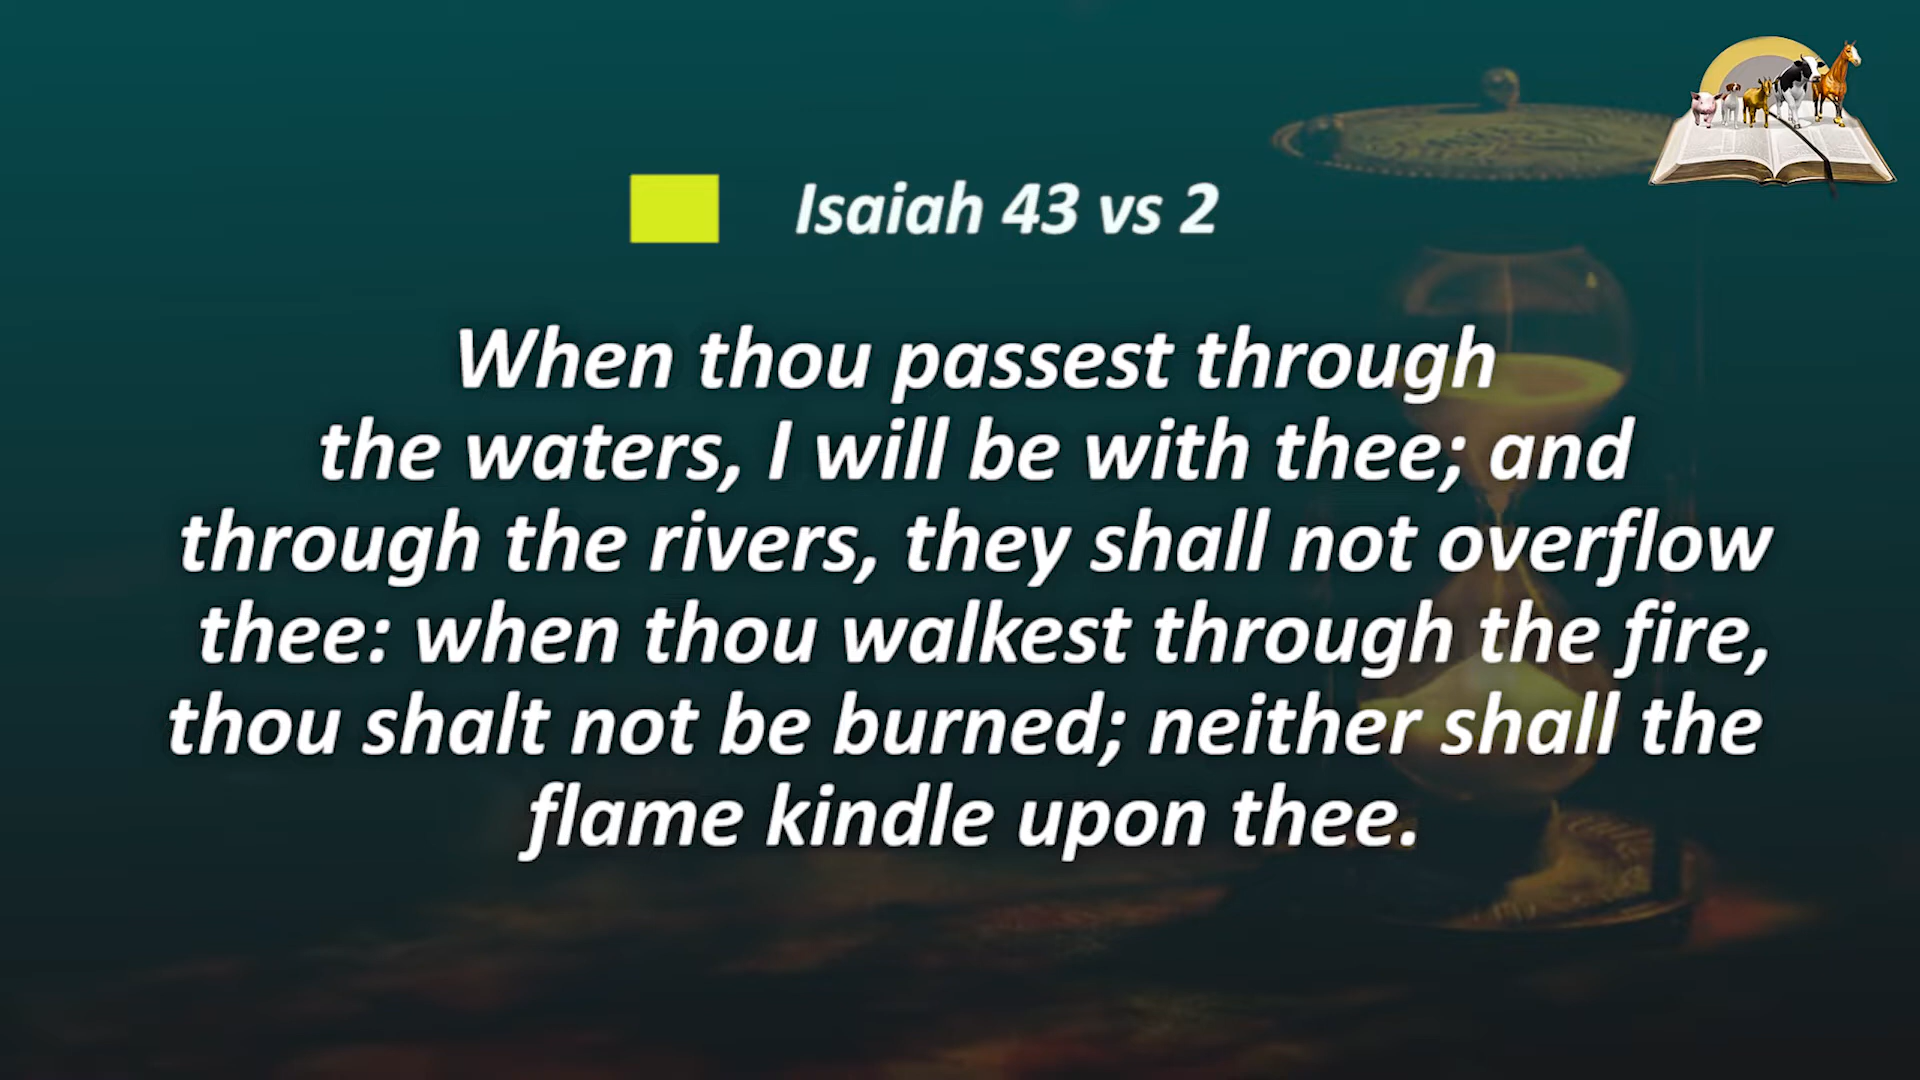 Isaiah 43 vs 2
When thou passest through
the waters, I will be with thee; and
through the rivers, they shall not overflow
thee: when thou walkest through the fire,
thou shalt not be burned; neither shall the
flame kindle upon thee.